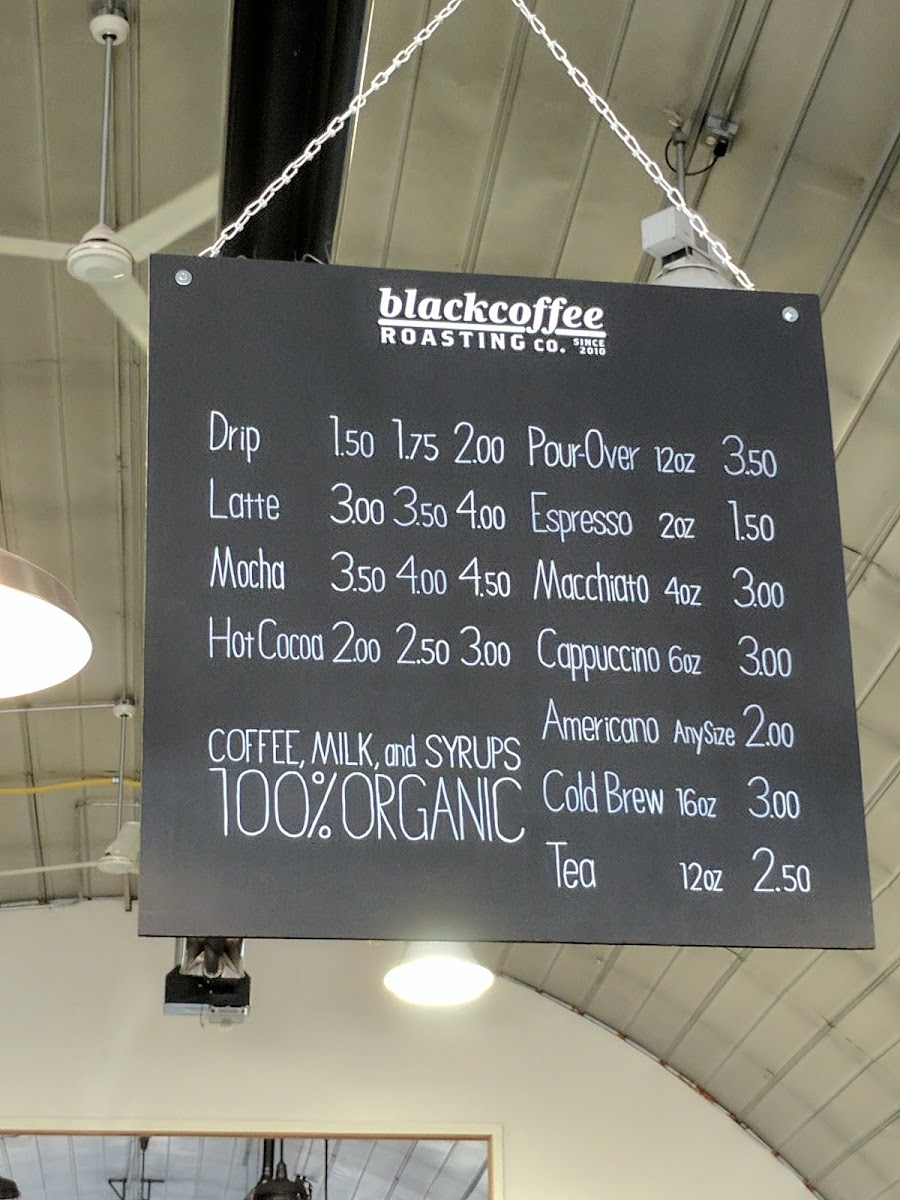 blackcoffee
ROASTING CO. SINCE 2010
Drip 1.50 1.75 2.00
Latte 3.00 3.50 4.00
Mocha 3.50 4.00 4.50
Hot Cocoa 2.00 2.50 3.00
COFFEE, MILK, and SYRUPS
100% ORGANIC
Pour-Over 12oz 3.50
Espresso 2oz 1.50
Macchiato 4oz 3.00
Cappuccino 6oz 3.00
Americano Any Size 2.00
Cold Brew 16oz 3.00
Tea 12oz 2.50